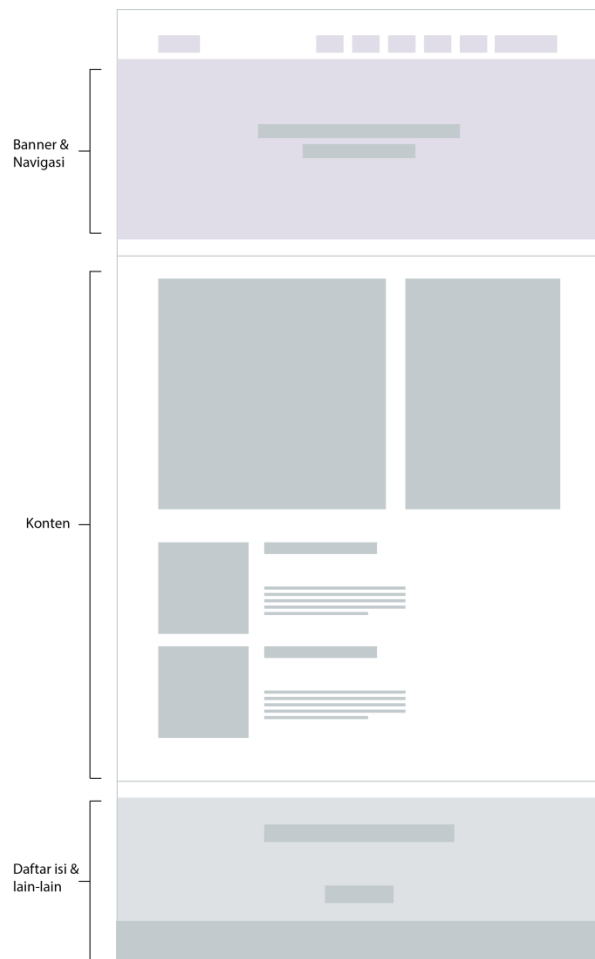 Banner &
Navigasi
Konten
Daftar isi &
lain-lain